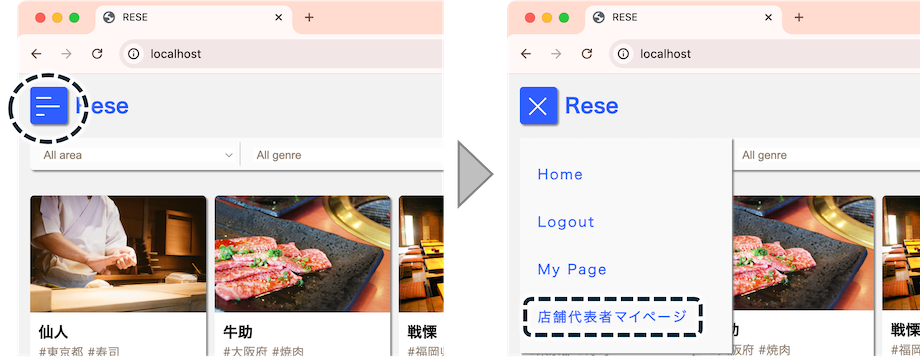 RESE
localhost
Rese
All area
All genre
仙人
#東京都 #寿司
牛助
#大阪府 #焼肉
戦慄
#福岡県
RESE
localhost
Rese
All genre
Home
Logout
My Page
店舗代表者マイページ
牛助
#大阪府 #焼肉
戦慄
#福岡